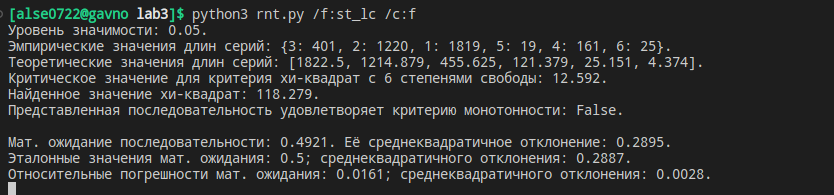 [alse0722@gavno lab3]$ python3 rnt.py /f:st_lc /c:f
Уровень значимости: 0.05.
Эмпирические значения длин серий: {3: 401, 2: 1220, 1: 1819, 5: 19, 4: 161, 6: 25}.
Теоретические значения длин серий: [1822.5, 1214.879, 455.625, 121.379, 25.151, 4.374].
Критическое значение для критерия хи-квадрат с 6 степенями свободы: 12.592.
Найденное значение хи-квадрат: 118.279.
Представленная последовательность удовлетворяет критерию монотонности: False.
Мат. ожидание последовательности: 0.4921. Её среднеквадратичное отклонение: 0.2895.
Эталонные значения мат. ожидания: 0.5; среднеквадратичного отклонения: 0.2887.
Относительные погрешности мат. ожидания: 0.0161; среднеквадратичного отклонения: 0.0028.